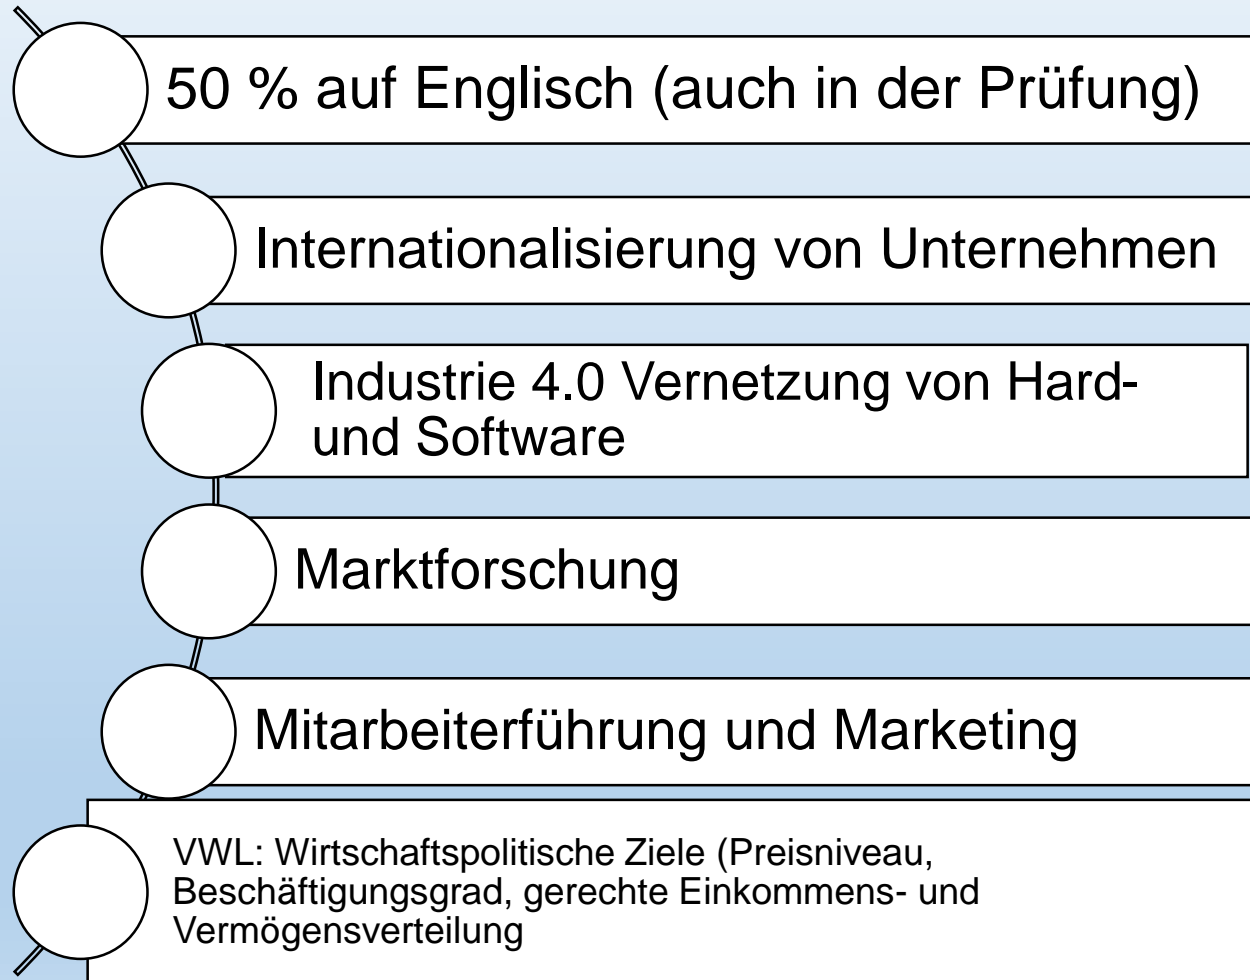 50 % auf Englisch (auch in der Prüfung)
Internationalisierung von Unternehmen
Industrie 4.0 Vernetzung von Hard-
und Software
Marktforschung
Mitarbeiterführung und Marketing
VWL: Wirtschaftspolitische Ziele (Preisniveau,
Beschäftigungsgrad, gerechte Einkommens- und
Vermögensverteilung